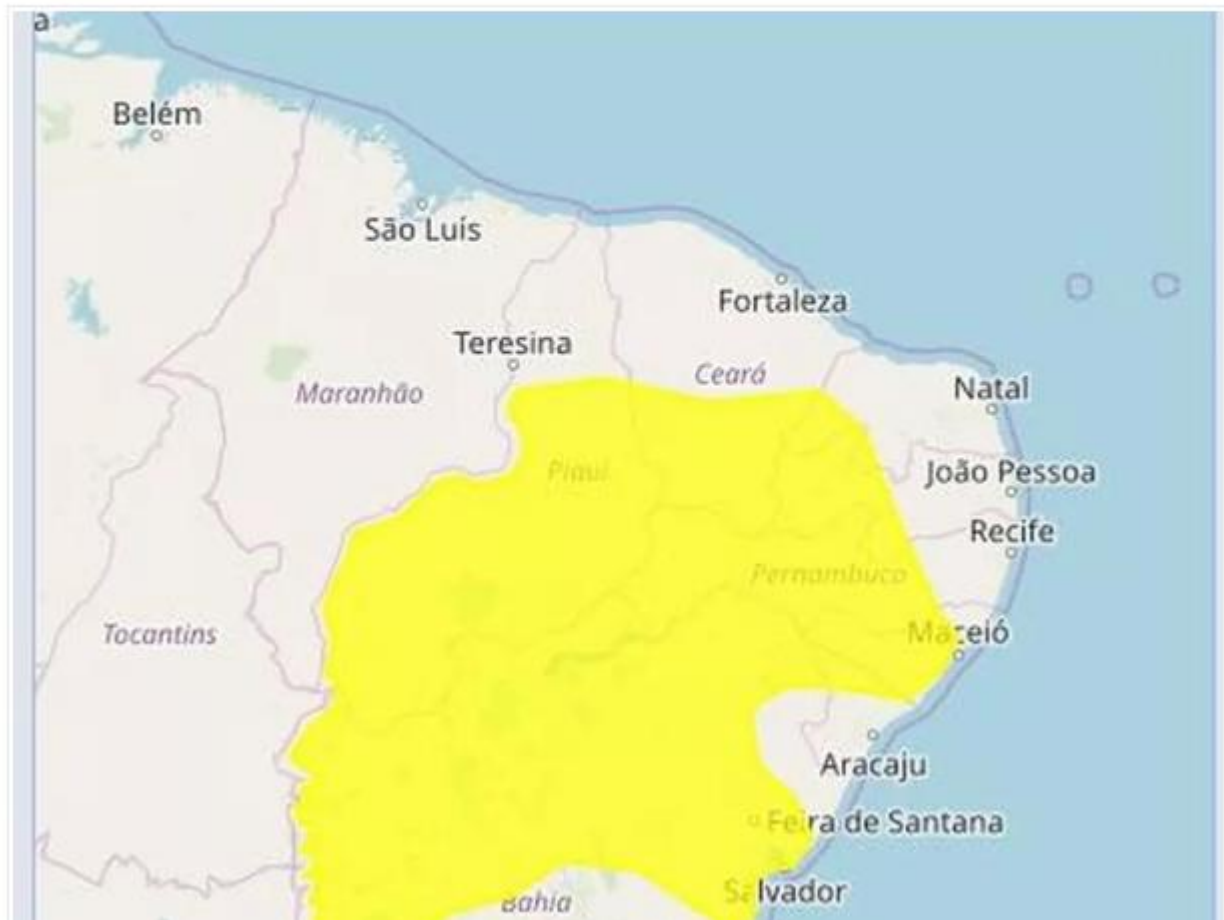 a
Belém
São Luís
Fortaleza
Teresina
Ceará
Maranhão
Natal
Piauí
João Pessoa
Recife
Pernambuco
Tocantins
Maceió
Aracaju
Feira de Santana
Salvador
Bahia